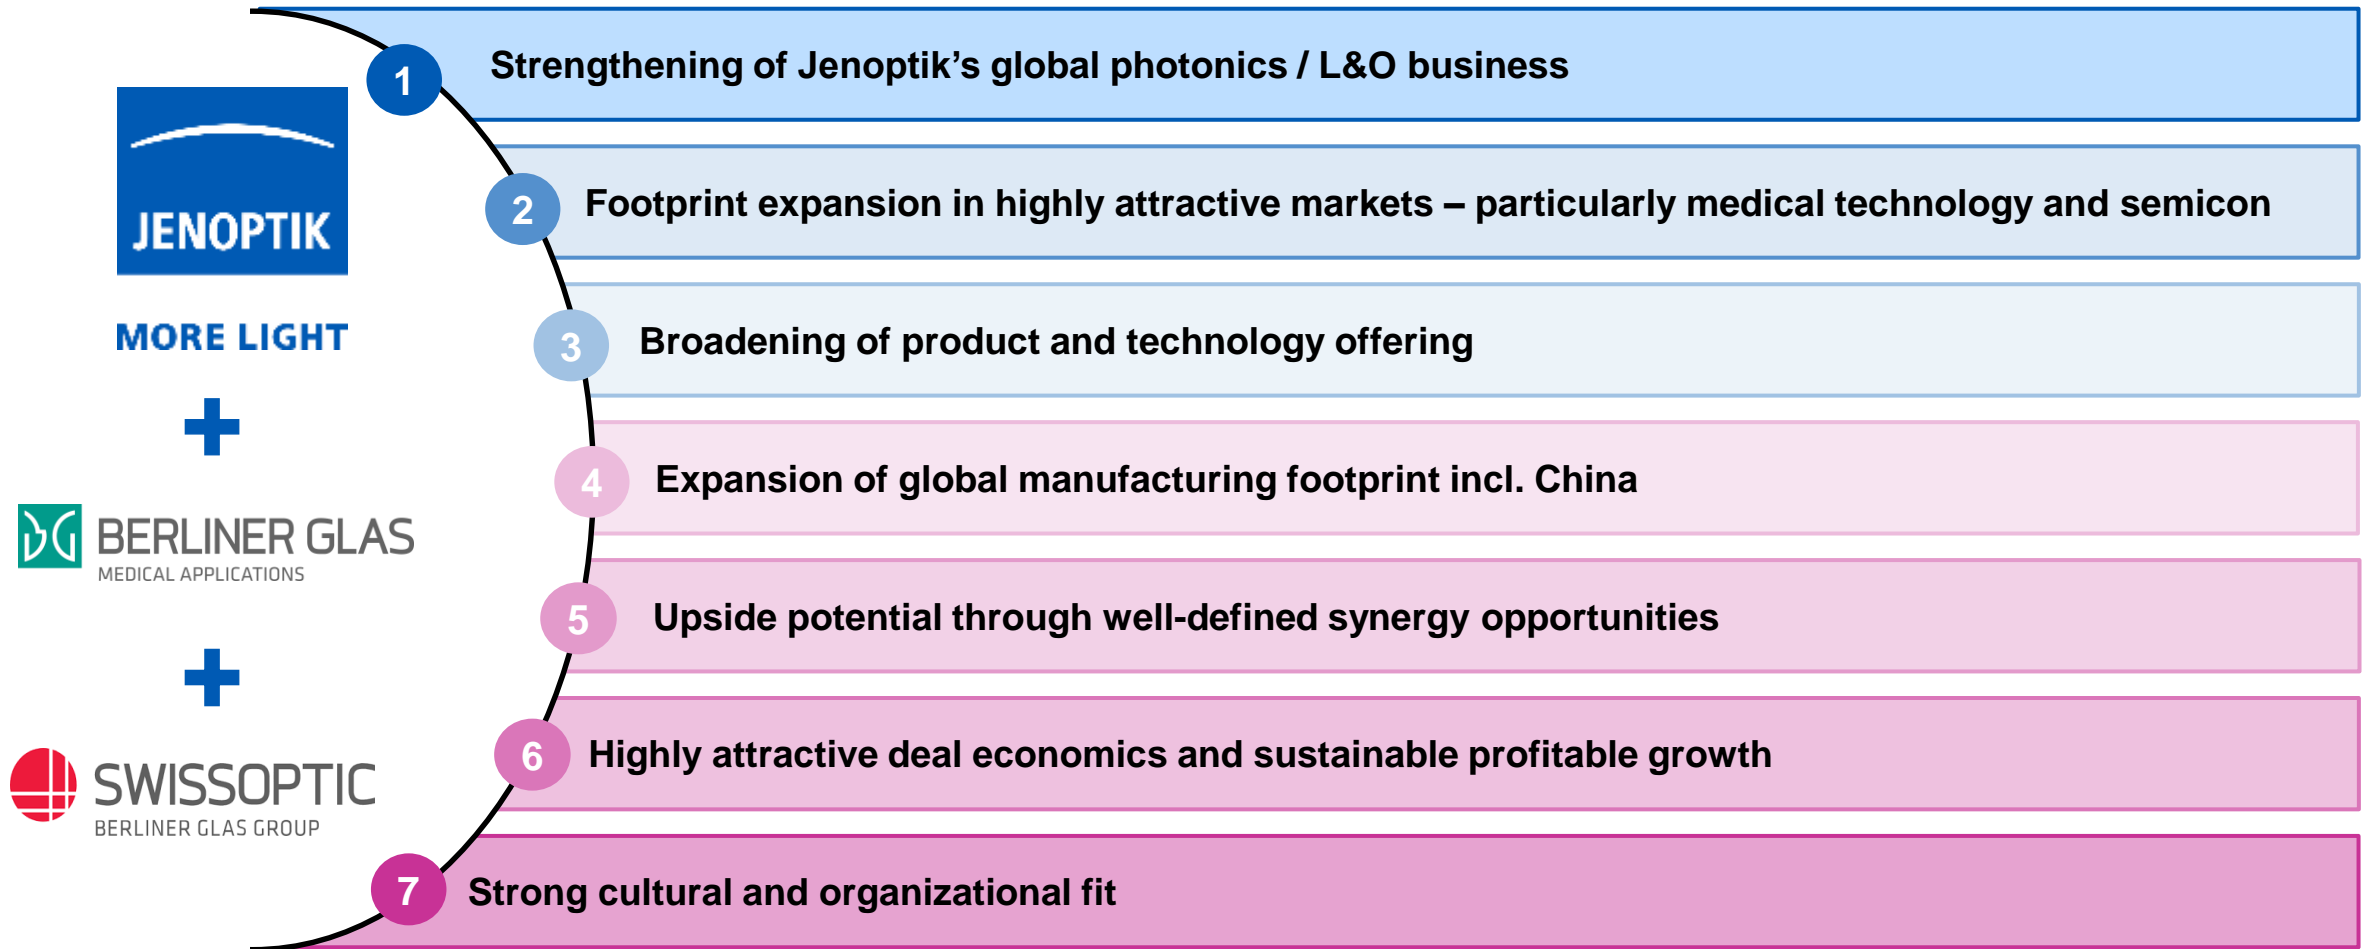 JENOPTIK
MORE LIGHT
+
BERLINER GLAS
MEDICAL APPLICATIONS
+
SWISSOPTIC
BERLINER GLAS GROUP
1 Strengthening of Jenoptik’s global photonics / L&O business
2 Footprint expansion in highly attractive markets – particularly medical technology and semicon
3 Broadening of product and technology offering
4 Expansion of global manufacturing footprint incl. China
5 Upside potential through well-defined synergy opportunities
6 Highly attractive deal economics and sustainable profitable growth
7 Strong cultural and organizational fit